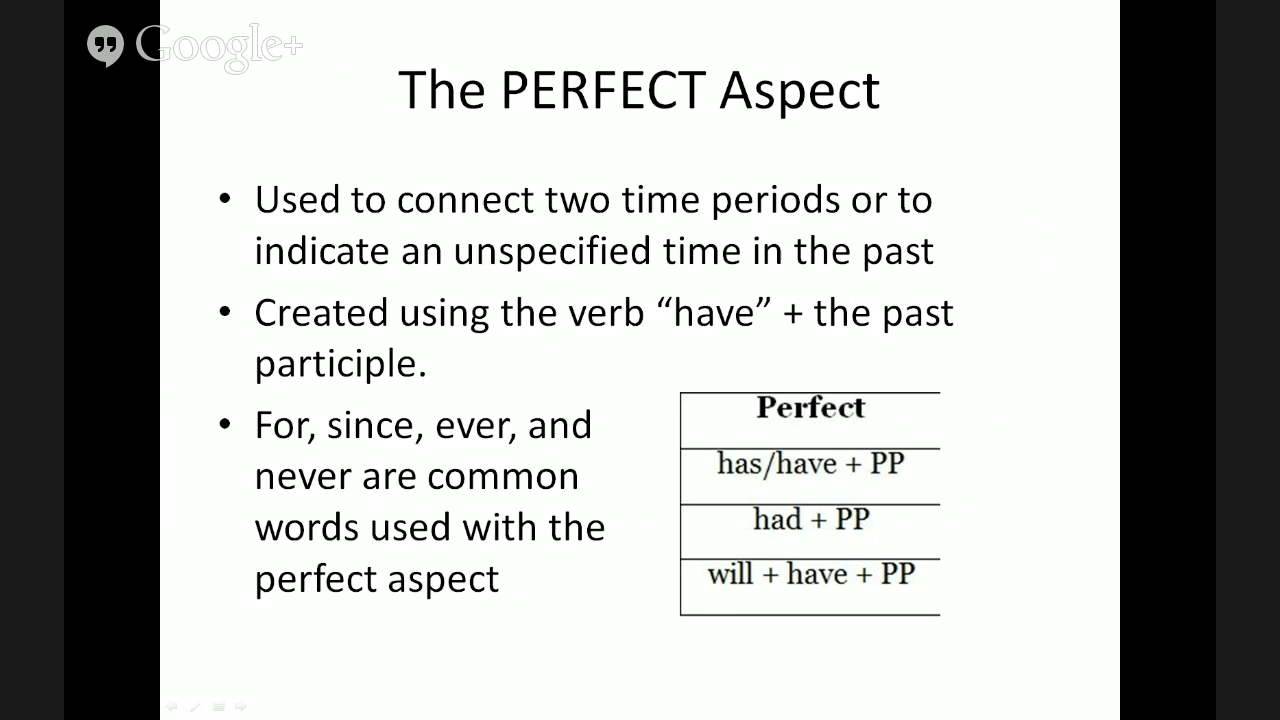 Google+
The PERFECT Aspect
• Used to connect two time periods or to
indicate an unspecified time in the past
• Created using the verb “have” + the past
participle.
• For, since, ever, and
never are common
words used with the
perfect aspect
Perfect
has/have + PP
had + PP
will + have + PP